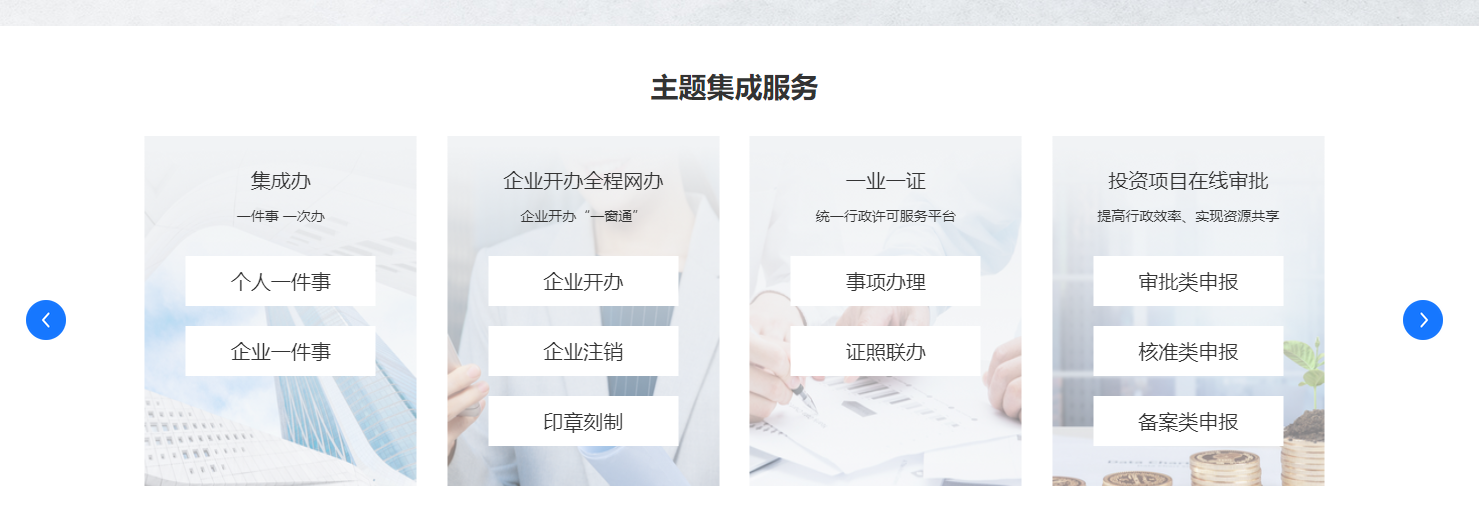 主题集成服务
集成办
一件事 一次办
个人一件事
企业一件事
企业开办全程网办
企业开办“一窗通”
企业开办
企业注销
印章刻制
一业一证
统一行政许可服务平台
事项办理
证照联办
投资项目在线审批
提高行政效率、实现资源共享
审批类申报
核准类申报
备案类申报